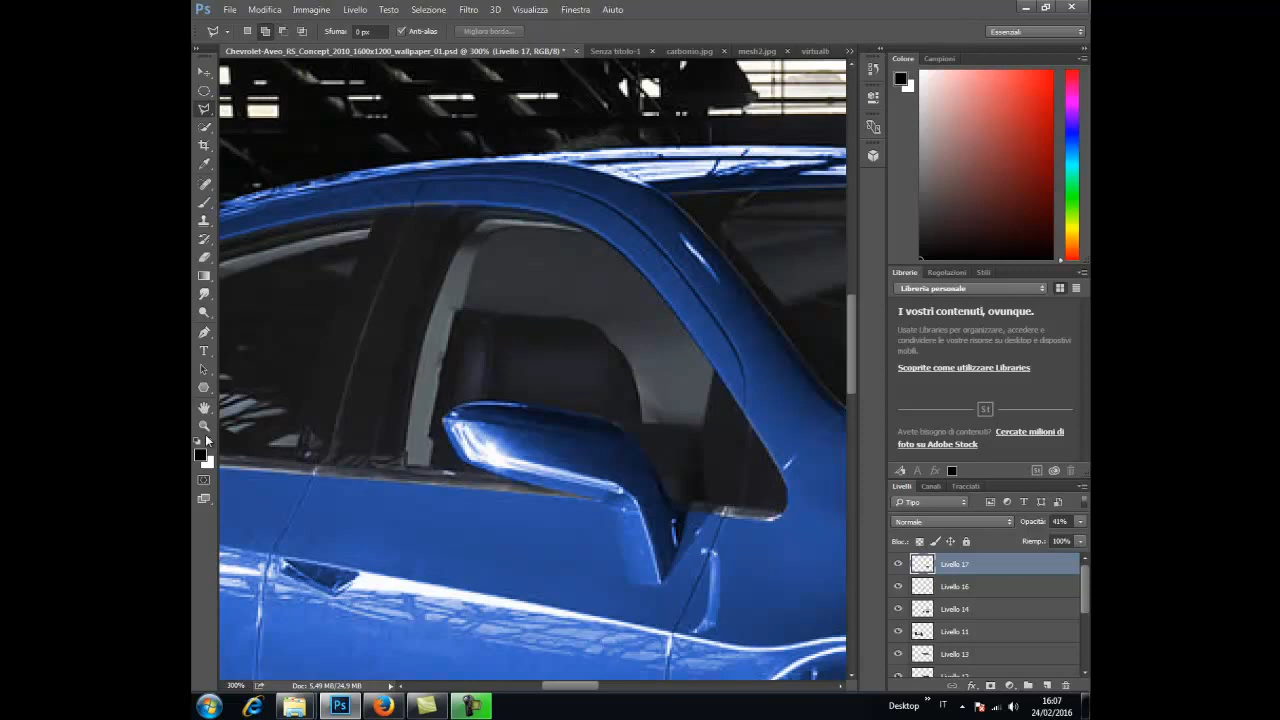 Ps File Modifica Immagine Livello Testo Selezione Filtro 3D Visualizza Finestra Aiuto
Sfuma: 0 px Anti-alias Migliora bordo... Essenziali
Chevrolet-Aveo_RS_Concept_2010_1600x1200_wallpaper_01.psd @ 300% (Livello 17, RGB/8) * Senza titolo-1 carbonio.jpg mesh2.jpg virtualb
Colore Campioni
Librerie Regolazioni Stili
Libreria personale
I vostri contenuti, ovunque.
Usate Libraries per organizzare, accedere e
condividere le vostre risorse su desktop e dispositivi
mobili.
Scoprite come utilizzare Libraries
St
Avete bisogno di contenuti? Cercate milioni di
foto su Adobe Stock
Livelli Canali Tracciati
Tipo
Normale Opacità: 41%
Bloc.: Riemp.: 100%
Livello 17
Livello 16
Livello 14
Livello 11
Livello 13
300% Doc: 5,49 MB/24,9 MB
Ps Desktop IT 16:07
24/02/2016